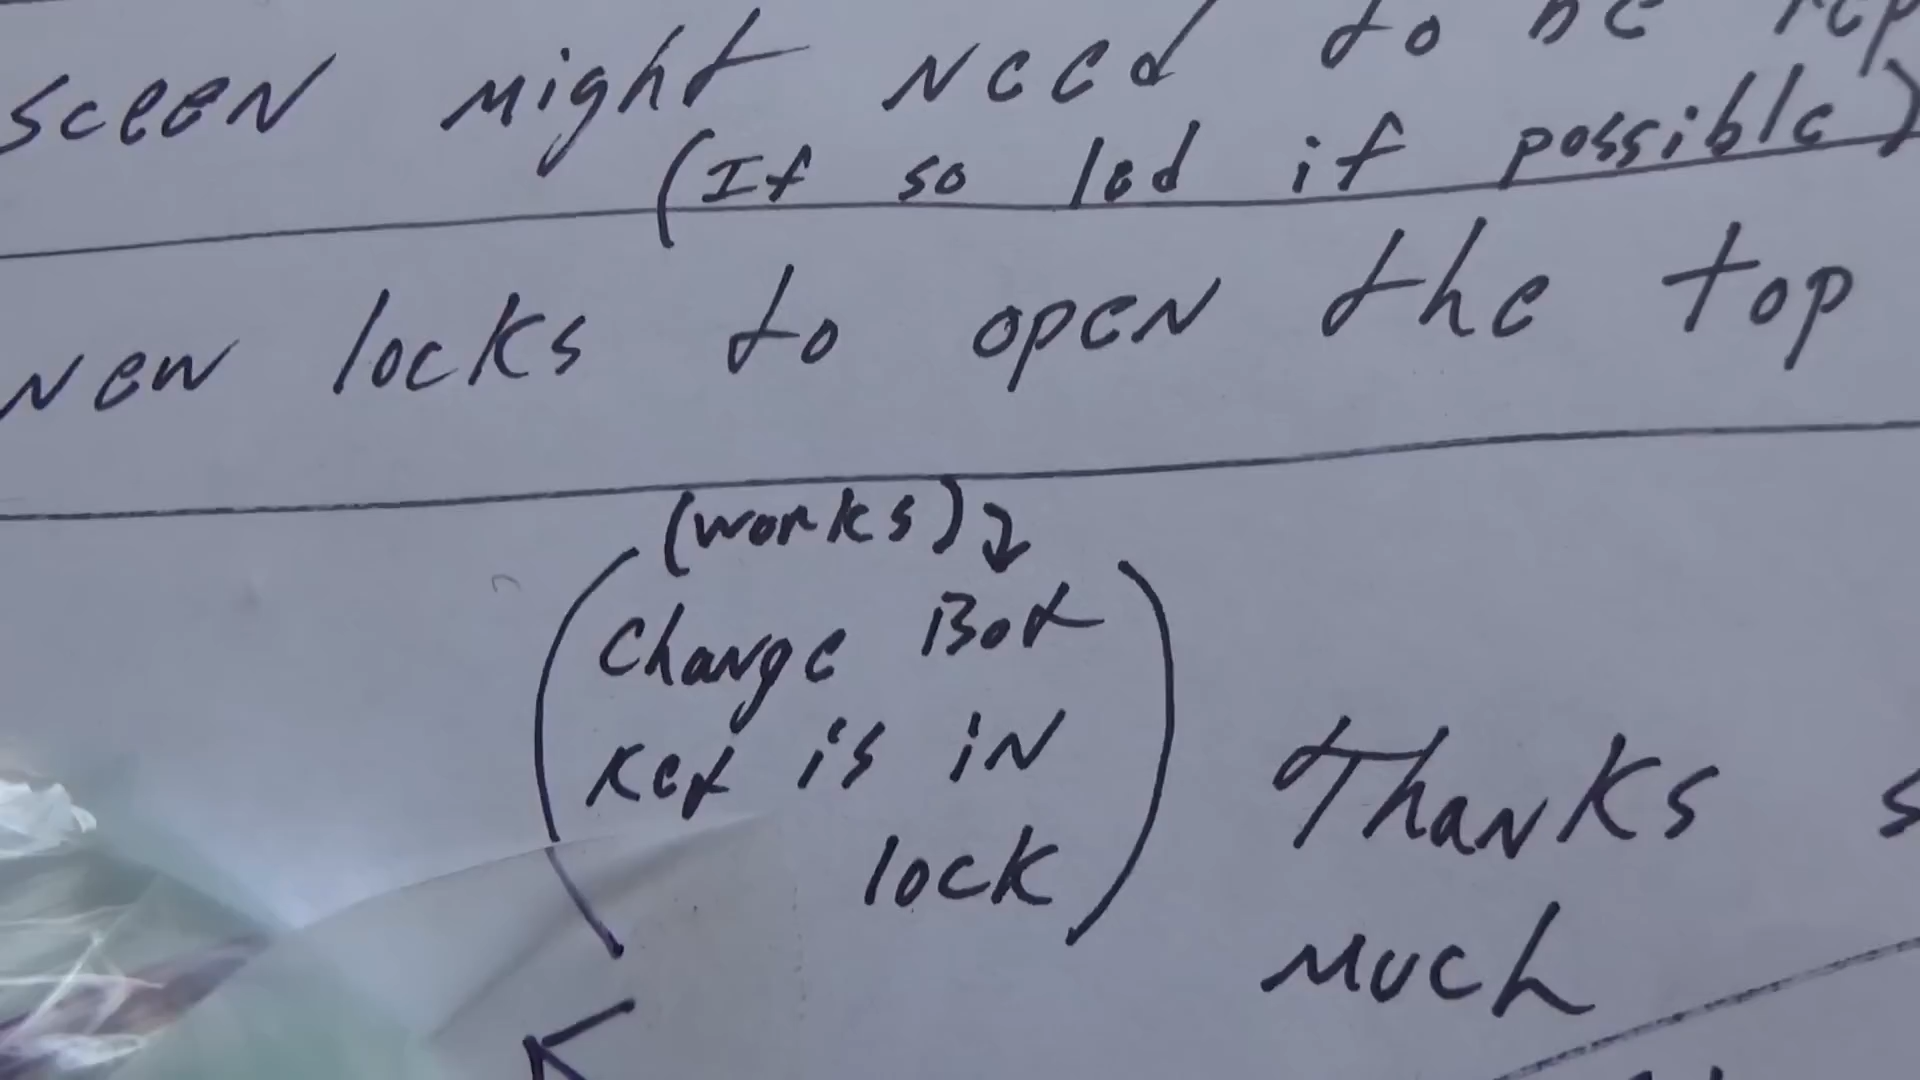 sceen might need to be rep
(If so led if possible)
New locks to open the top
(works)
change Box
Key is in
lock
Thanks s
Much